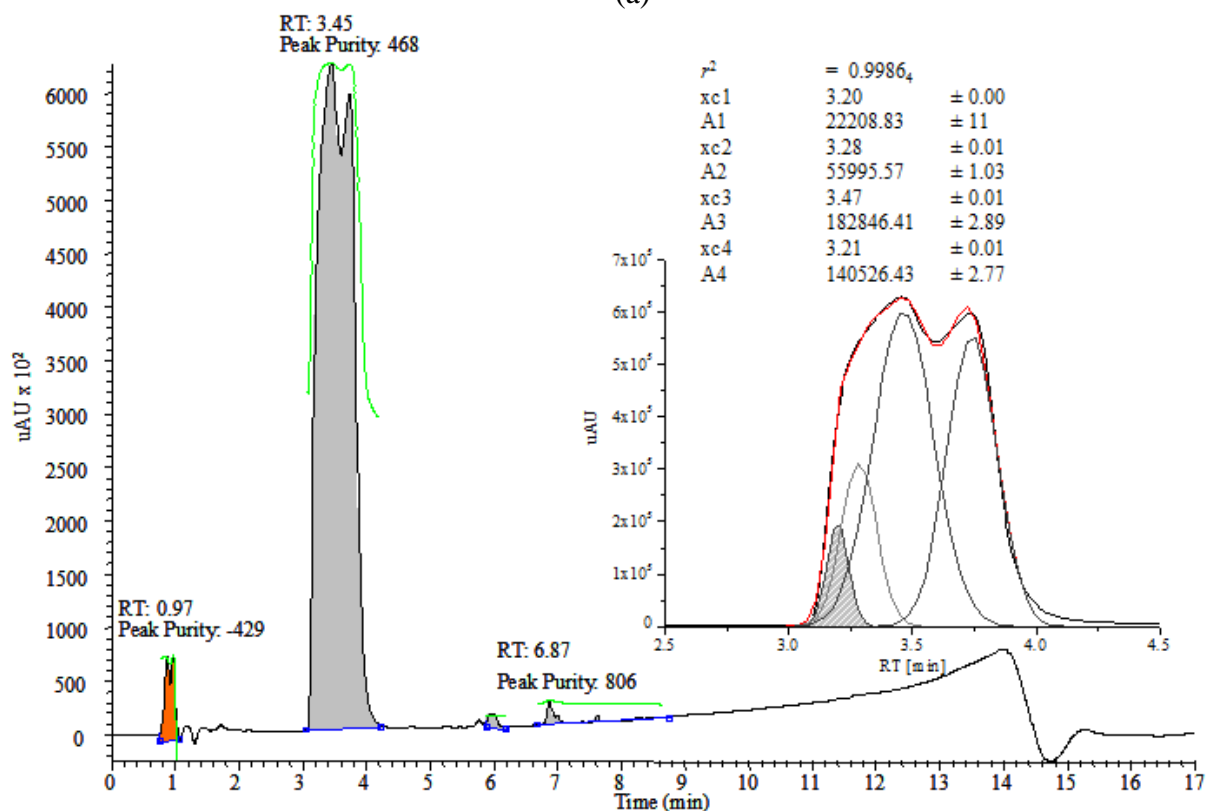 (a)
RT: 3.45
Peak Purity: 468
r² = 0.9986₄
xc1 3.20 ± 0.00
A1 22208.83 ± 11
xc2 3.28 ± 0.01
A2 55995.57 ± 1.03
xc3 3.47 ± 0.01
A3 182846.41 ± 2.89
xc4 3.21 ± 0.01
A4 140526.43 ± 2.77
6000
5500
5000
4500
4000
3500
3000
2500
2000
1500
1000
500
0
uAU x 10²
7x10⁵
6x10⁵
5x10⁵
4x10⁵
3x10⁵
2x10⁵
1x10⁵
0
uAU
2.5 3.0 3.5 4.0 4.5
RT [min]
RT: 0.97
Peak Purity: -429
RT: 6.87
Peak Purity: 806
0 1 2 3 4 5 6 7 8 9 10 11 12 13 14 15 16 17
Time (min)